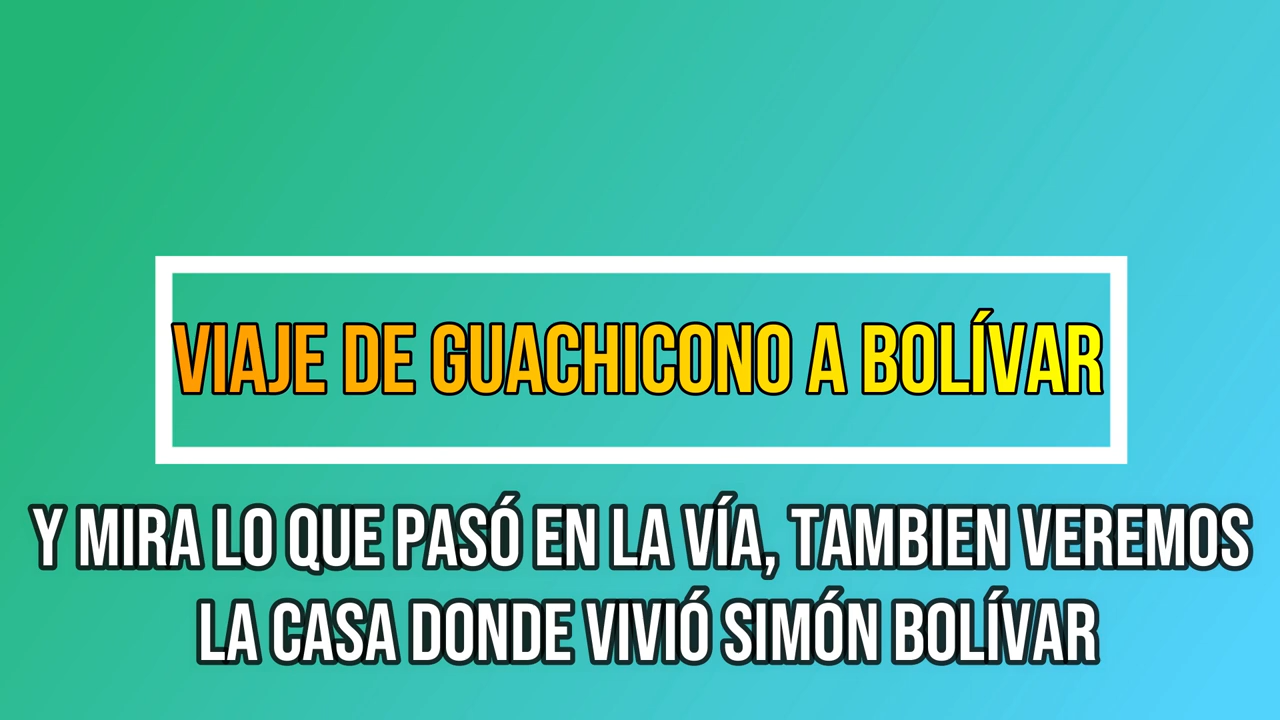 VIAJE DE GUACHICONO A BOLÍVAR
Y MIRA LO QUE PASÓ EN LA VÍA, TAMBIEN VEREMOS
LA CASA DONDE VIVIÓ SIMÓN BOLÍVAR